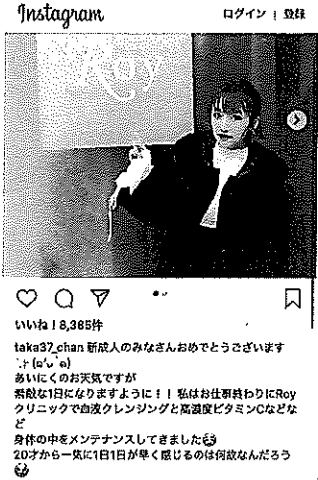 Instagram
ログイン | 登録
Roy
いいね！8,365件
taka37_chan 新成人のみなさんおめでとうございます
あいにくのお天気ですが
素敵な1日になりますように！！ 私はお仕事終わりにRoy
クリニックで血液クレンジングと高濃度ビタミンCなどな
ど
身体の中をメンテナンスしてきました
20才から一気に1日1日が早く感じるのは何故なんだろう